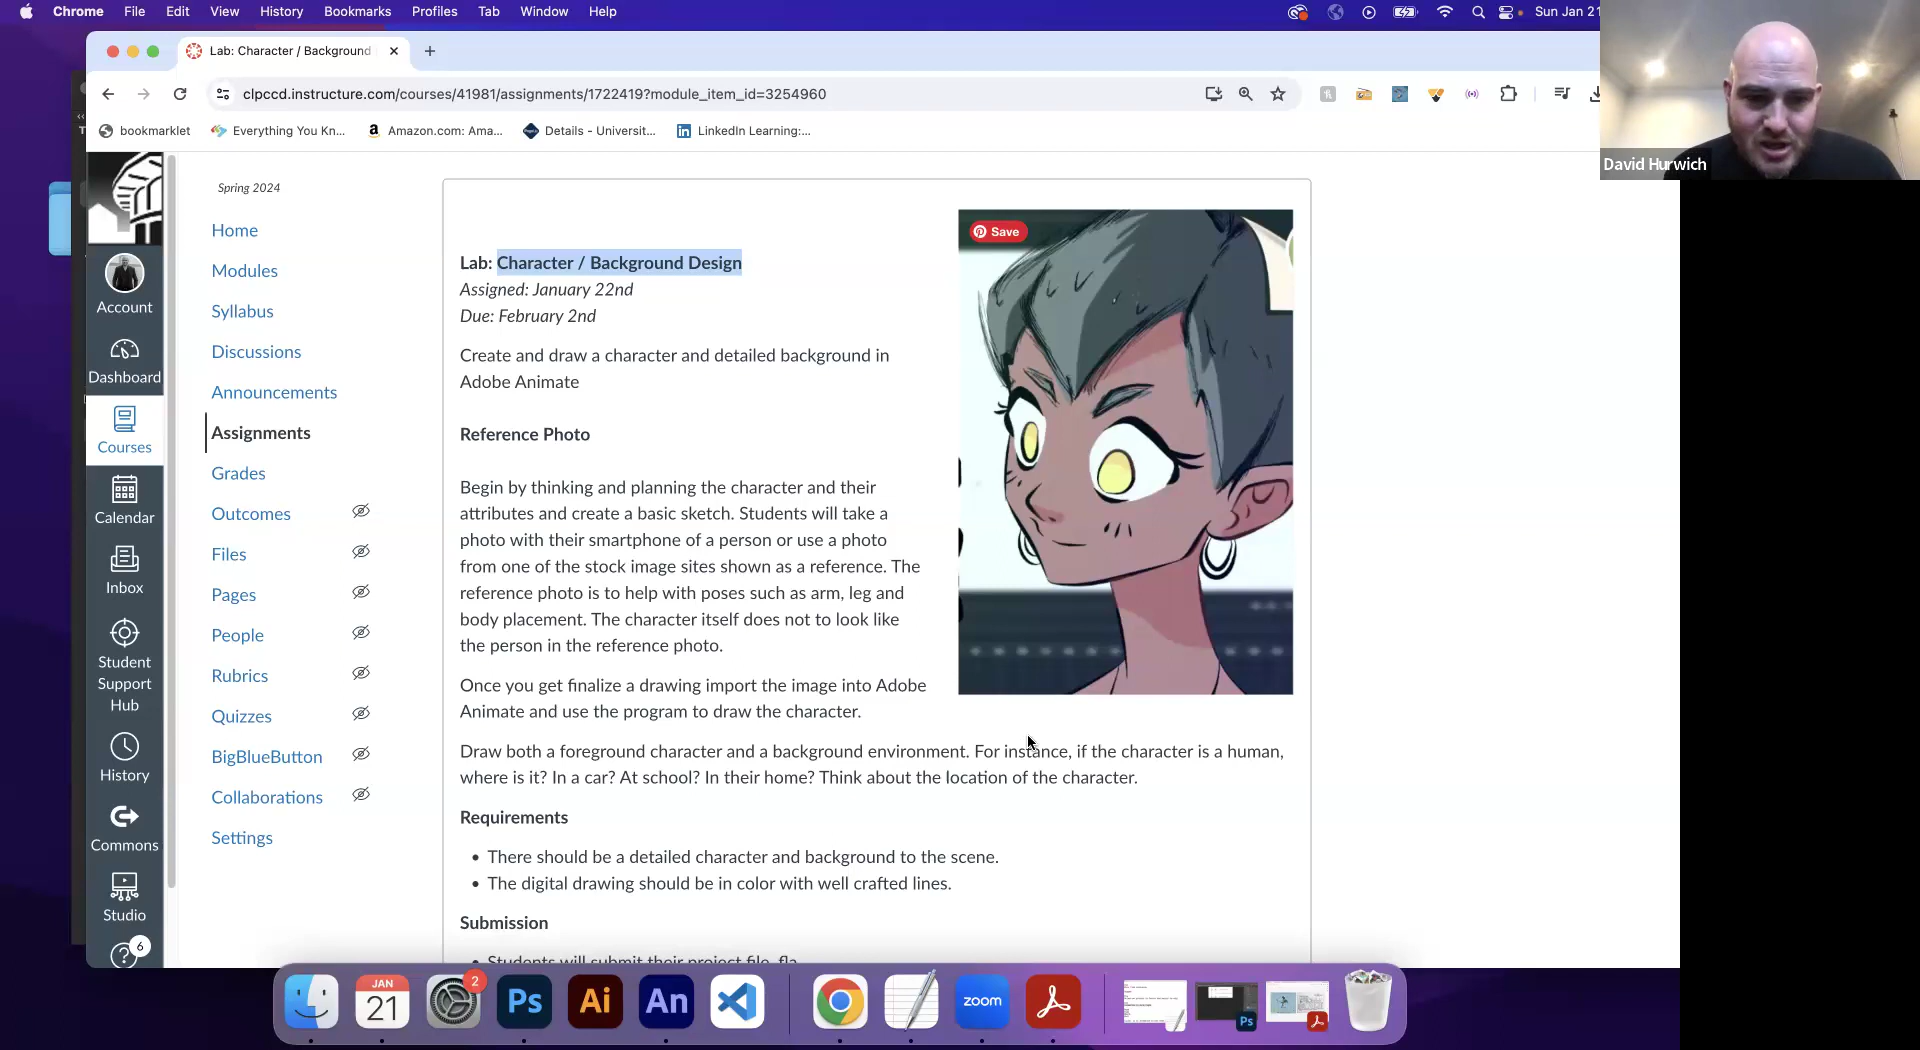 Chrome File Edit View History Bookmarks Profiles Tab Window Help
Sun Jan 21
Lab: Character / Background
clpccd.instructure.com/courses/41981/assignments/1722419?module_item_id=3254960
bookmarklet Everything You Kn... Amazon.com: Ama... Details - Universit... LinkedIn Learning:...
David Hurwich
Account
Dashboard
Courses
Calendar
Inbox
Student
Support
Hub
History
Commons
Studio
6
Spring 2024
Home
Modules
Syllabus
Discussions
Announcements
Assignments
Grades
Outcomes
Files
Pages
People
Rubrics
Quizzes
BigBlueButton
Collaborations
Settings
Save
Lab: Character / Background Design
Assigned: January 22nd
Due: February 2nd
Create and draw a character and detailed background in
Adobe Animate
Reference Photo
Begin by thinking and planning the character and their
attributes and create a basic sketch. Students will take a
photo with their smartphone of a person or use a photo
from one of the stock image sites shown as a reference. The
reference photo is to help with poses such as arm, leg and
body placement. The character itself does not to look like
the person in the reference photo.
Once you get finalize a drawing import the image into Adobe
Animate and use the program to draw the character.
Draw both a foreground character and a background environment. For instance, if the character is a human,
where is it? In a car? At school? In their home? Think about the location of the character.
Requirements
• There should be a detailed character and background to the scene.
• The digital drawing should be in color with well crafted lines.
Submission
• Students will submit their project file .fla
JAN
21
2
Ps
Ai
An
zoom
Ps